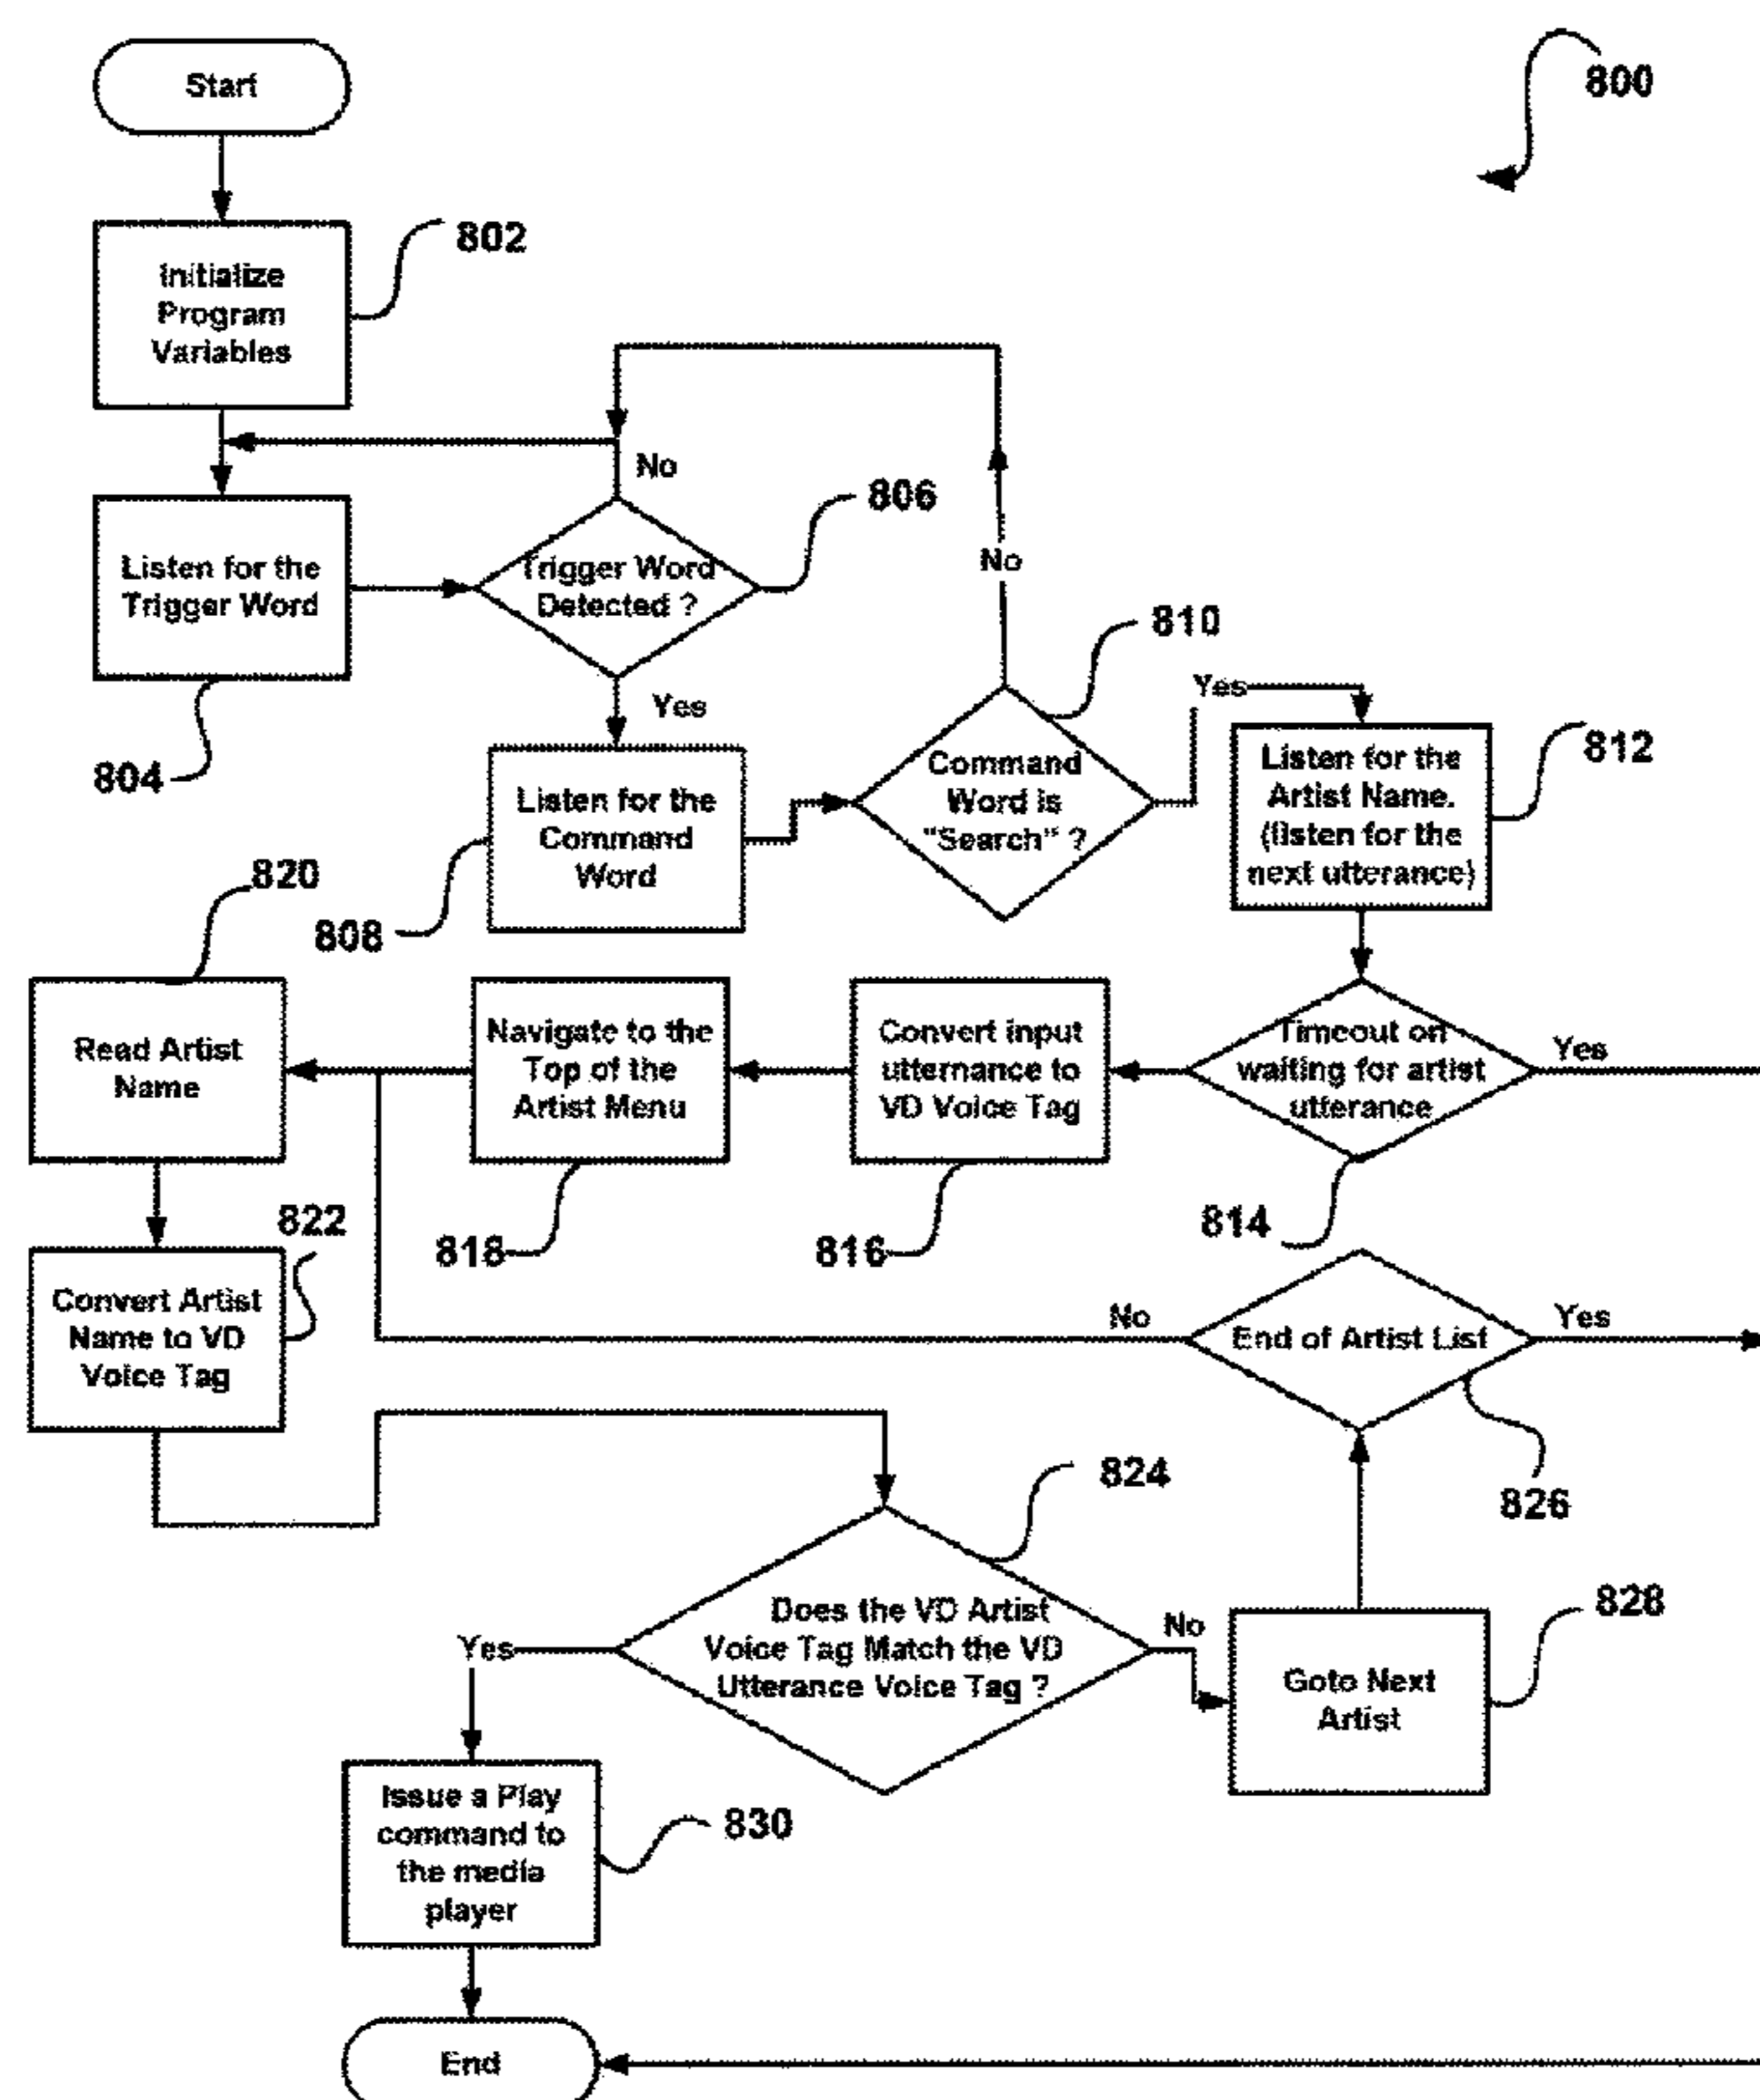 Start
800
802
Initialize
Program
Variables
No
806
Listen for the
Trigger Word
Trigger Word
Detected ?
No
810
804
Yes
Yes
812
Listen for the
Command
Word
Command
Word is
"Search" ?
Listen for the
Artist Name.
(listen for the
next utterance)
820
808
Read Artist
Name
Navigate to the
Top of the
Artist Menu
Convert input
utternance to
VD Voice Tag
Timeout on
waiting for artist
utterance
Yes
822
818
816
814
Convert Artist
Name to VD
Voice Tag
No
End of Artist List
Yes
824
826
Does the VD Artist
Voice Tag Match the VD
Utterance Voice Tag ?
Yes
No
828
Goto Next
Artist
Issue a Play
command to
the media
player
830
End